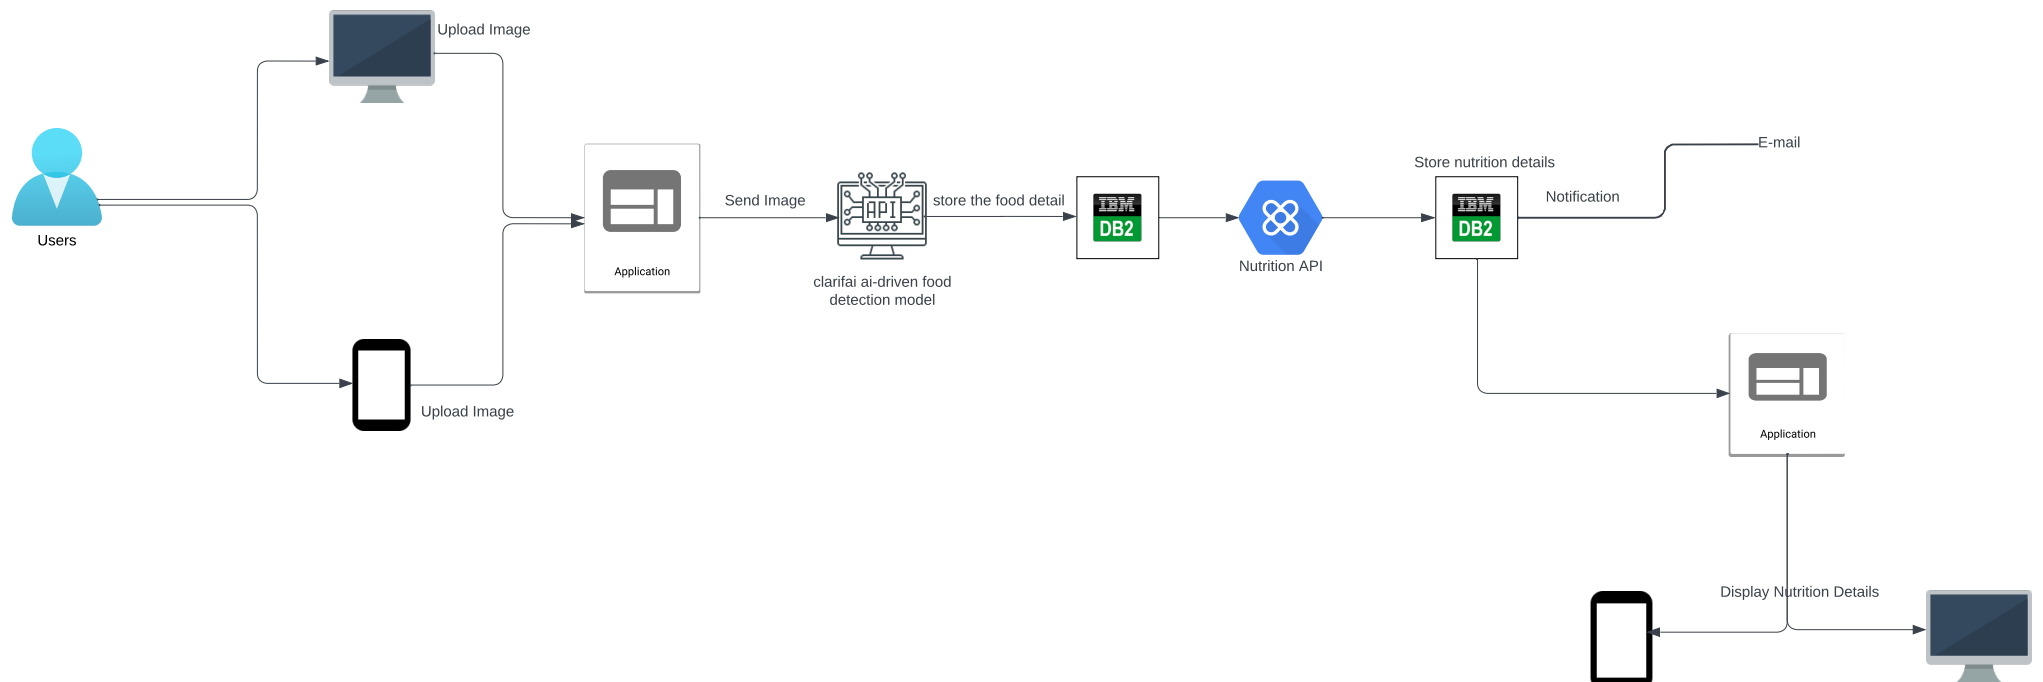 Upload Image
Users
Upload Image
Application
Send Image
API
clarifai ai-driven food
detection model
store the food detail
IBM
DB2
Nutrition API
Store nutrition details
IBM
DB2
Notification
E-mail
Application
Display Nutrition Details